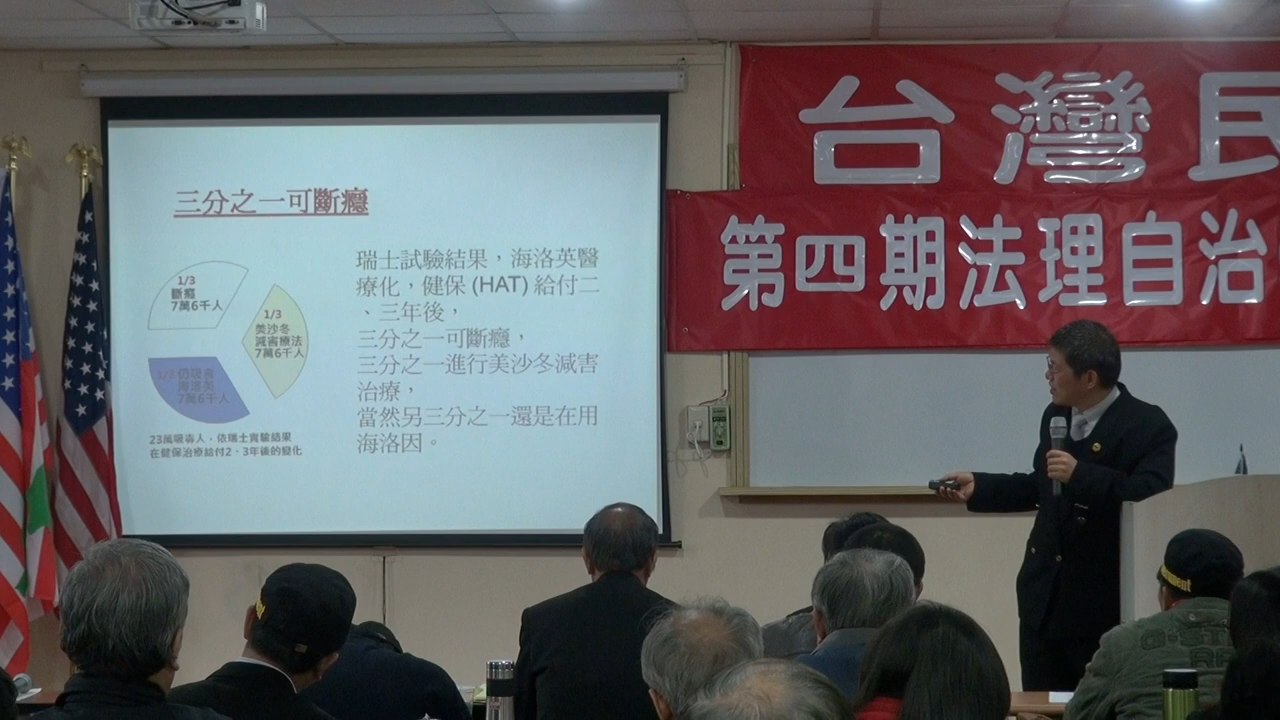 三分之一可斷癮
1/3
斷癮
7萬6千人
1/3
美沙冬
減害療法
7萬6千人
1/3仍吸食
海洛英
7萬6千人
23萬吸毒人，依瑞士實驗結果
在健保治療給付2、3年後的變化
瑞士試驗結果，海洛英醫
療化，健保 (HAT) 給付二
、三年後，
三分之一可斷癮，
三分之一進行美沙冬減害
治療，
當然另三分之一還是在用
海洛因。
台灣民
第四期法理自治